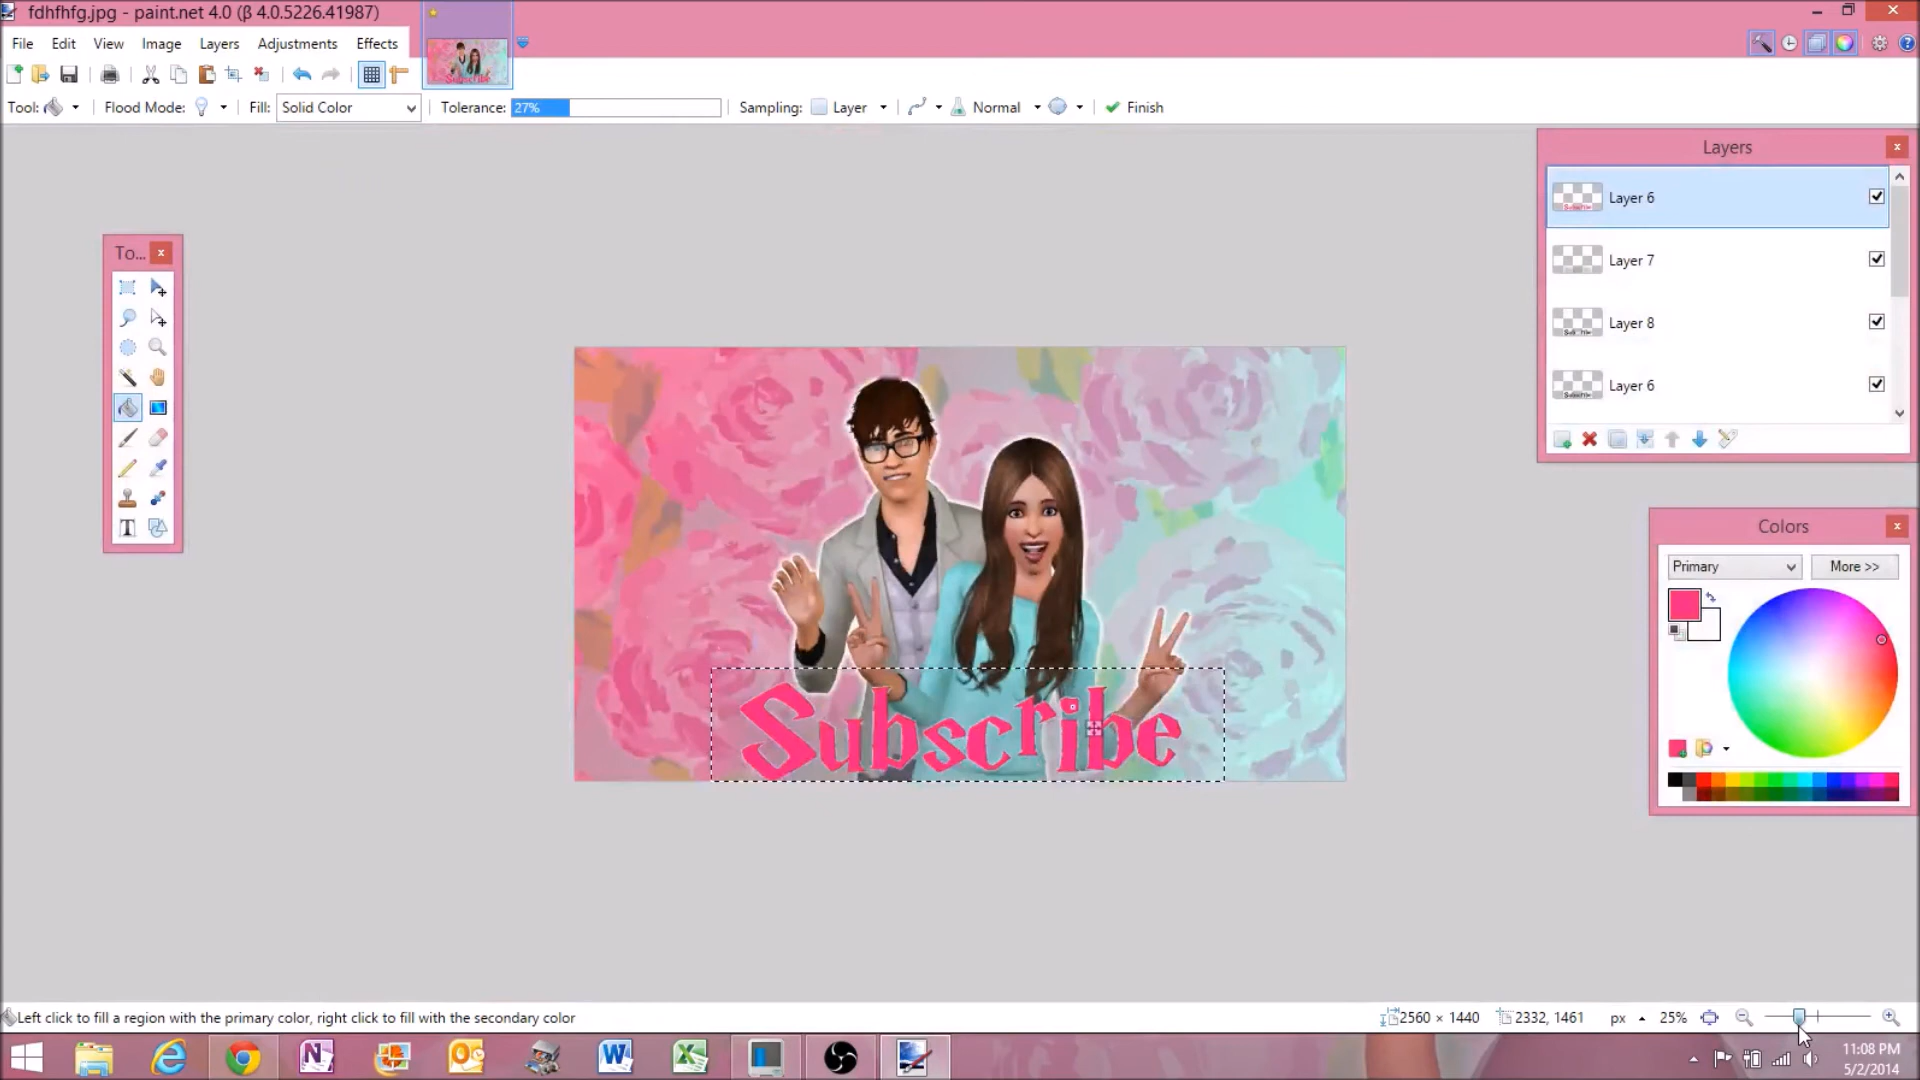 fdhfhfg.jpg - paint.net 4.0 (β 4.0.5226.41987)
File Edit View Image Layers Adjustments Effects
Tool: Flood Mode: Fill: Solid Color Tolerance: 27% Sampling: Layer Normal Finish
Layers
Layer 6
Layer 7
Layer 8
Layer 6
To...
Colors
Primary More >>
Subscribe
Left click to fill a region with the primary color, right click to fill with the secondary color 2560 × 1440 2332, 1461 px 25%
11:08 PM
5/2/2014